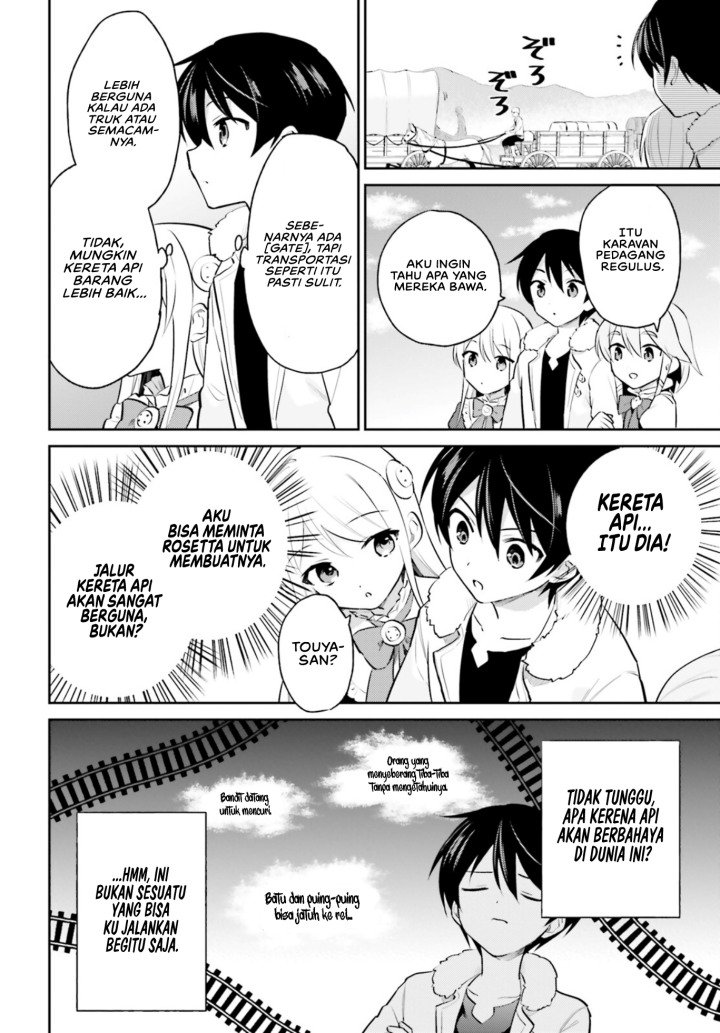 ぞろ
ぞろ
ITU
KARAVAN
PEDAGANG
REGULUS.
AKU INGIN
TAHU APA YANG
MEREKA BAWA.
SEBE-
NARNYA ADA
[GATE], TAPI
TRANSPORTASI
SEPERTI ITU
PASTI SULIT.
LEBIH
BERGUNA
KALAU ADA
TRUK ATAU
SEMACAM-
NYA.
TIDAK,
MUNGKIN
KERETA API
BARANG
LEBIH BAIK...
KERETA
API...
ITU DIA!
AKU
BISA MEMINTA
ROSETTA UNTUK
MEMBUATNYA.
JALUR
KERETA API
AKAN SANGAT
BERGUNA,
BUKAN?
TOUYA-
SAN?
TIDAK TUNGGU,
APA KERENA API
AKAN BERBAHAYA
DI DUNIA INI?
Orang yang
menyeberang tiba-tiba
Tanpa mengetahuinya.
Bandit datang
untuk mencuri.
Batu dan puing-puing
bisa jatuh ke rel...
...HMM, INI
BUKAN SESUATU
YANG BISA
KU JALANKAN
BEGITU SAJA.